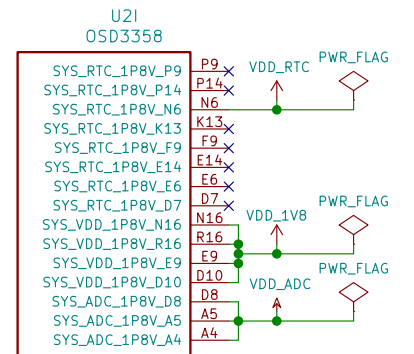 U2I
OSD3358
SYS_RTC_1P8V_P9 P9
SYS_RTC_1P8V_P14 P14
SYS_RTC_1P8V_N6 N6
SYS_RTC_1P8V_K13 K13
SYS_RTC_1P8V_F9 F9
SYS_RTC_1P8V_E14 E14
SYS_RTC_1P8V_E6 E6
SYS_RTC_1P8V_D7 D7
SYS_VDD_1P8V_N16 N16
SYS_VDD_1P8V_R16 R16
SYS_VDD_1P8V_E9 E9
SYS_VDD_1P8V_D10 D10
SYS_ADC_1P8V_D8 D8
SYS_ADC_1P8V_A5 A5
SYS_ADC_1P8V_A4 A4
VDD_RTC
PWR_FLAG
VDD_1V8
PWR_FLAG
VDD_ADC
PWR_FLAG